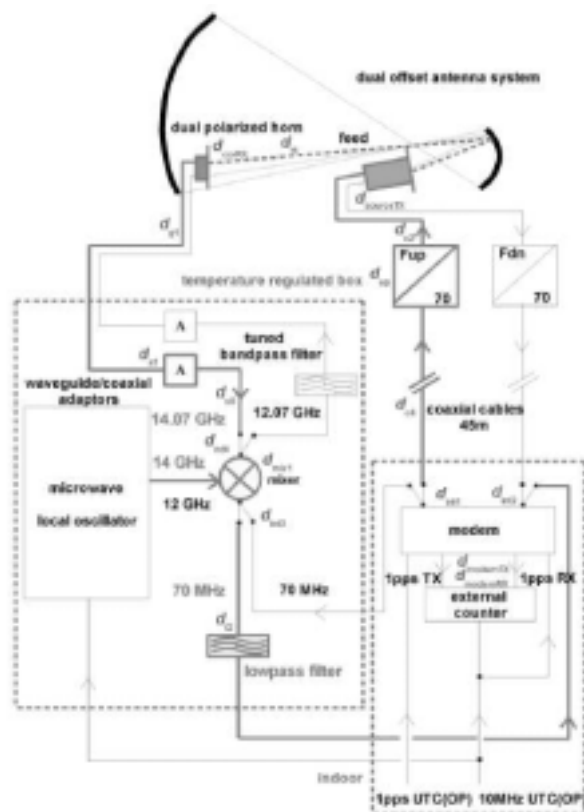 dual offset antenna system
dual polarized horn
feed
Fup
70
Fdn
70
temperature regulated box
A
tuned
bandpass filter
waveguide/coaxial
adaptors
A
14.07 GHz
12.07 GHz
coaxial cables
45m
microwave
local oscillator
14 GHz
12 GHz
mixer
modem
1pps TX
1pps RX
external
counter
70 MHz
70 MHz
lowpass filter
indoor
1pps UTC(OP)
10MHz UTC(OP